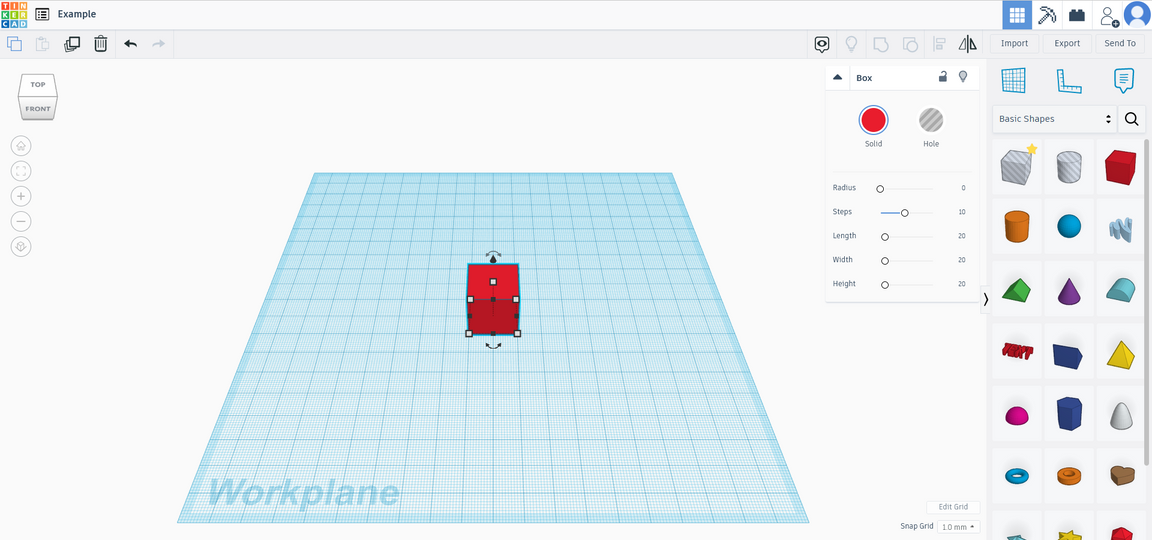 TIN
KER
CAD
Example
Import
Export
Send To
TOP
FRONT
Box
Solid
Hole
Radius 0
Steps 10
Length 20
Width 20
Height 20
Basic Shapes
TEXT
Workplane
Edit Grid
Snap Grid 1.0 mm